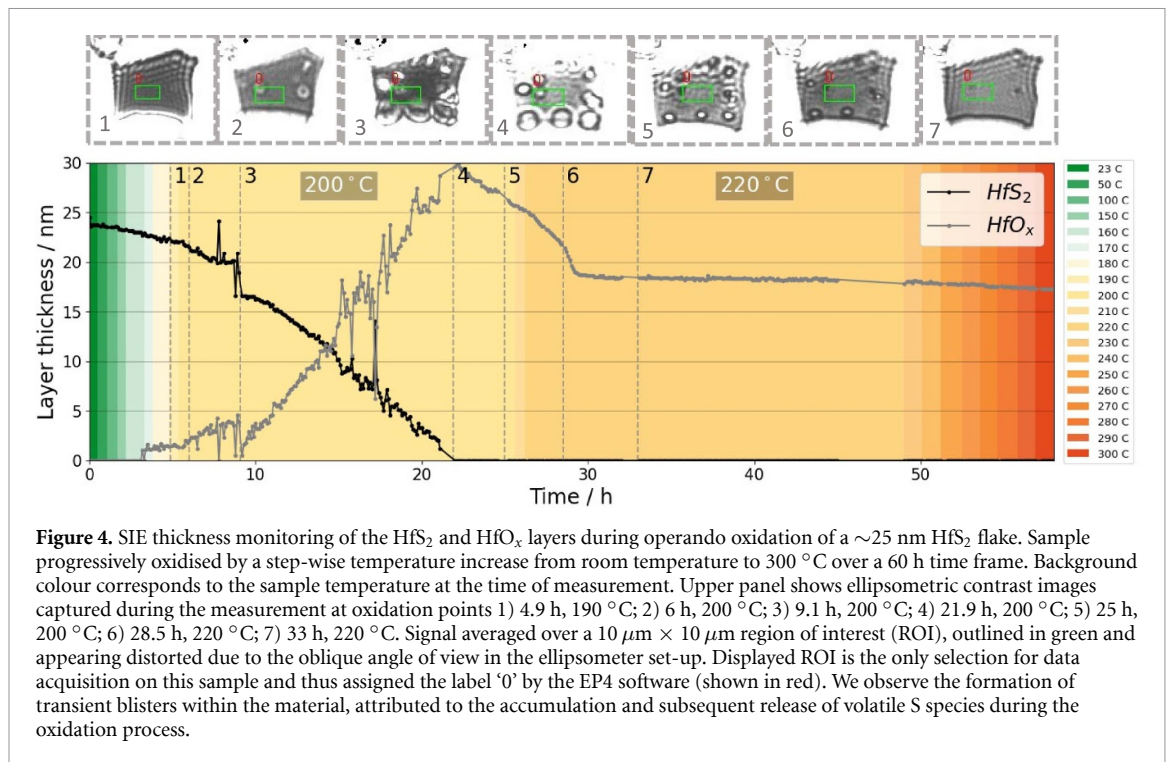 0 0 0 0 0 0 0
1 2 3 4 5 6 7
30 1 2 3 200 °C 4 5 6 7 220 °C
25
20
15
10
5
0
Layer thickness / nm
HfS2
HfOx
0 10 20 30 40 50
Time / h
23 C
50 C
100 C
150 C
160 C
170 C
180 C
190 C
200 C
210 C
220 C
230 C
240 C
250 C
260 C
270 C
280 C
290 C
300 C
Figure 4. SIE thickness monitoring of the HfS2 and HfOx layers during operando oxidation of a ∼25 nm HfS2 flake. Sample
progressively oxidised by a step-wise temperature increase from room temperature to 300 °C over a 60 h time frame. Background
colour corresponds to the sample temperature at the time of measurement. Upper panel shows ellipsometric contrast images
captured during the measurement at oxidation points 1) 4.9 h, 190 °C; 2) 6 h, 200 °C; 3) 9.1 h, 200 °C; 4) 21.9 h, 200 °C; 5) 25 h,
200 °C; 6) 28.5 h, 220 °C; 7) 33 h, 220 °C. Signal averaged over a 10 μm × 10 μm region of interest (ROI), outlined in green and
appearing distorted due to the oblique angle of view in the ellipsometer set-up. Displayed ROI is the only selection for data
acquisition on this sample and thus assigned the label ‘0’ by the EP4 software (shown in red). We observe the formation of
transient blisters within the material, attributed to the accumulation and subsequent release of volatile S species during the
oxidation process.